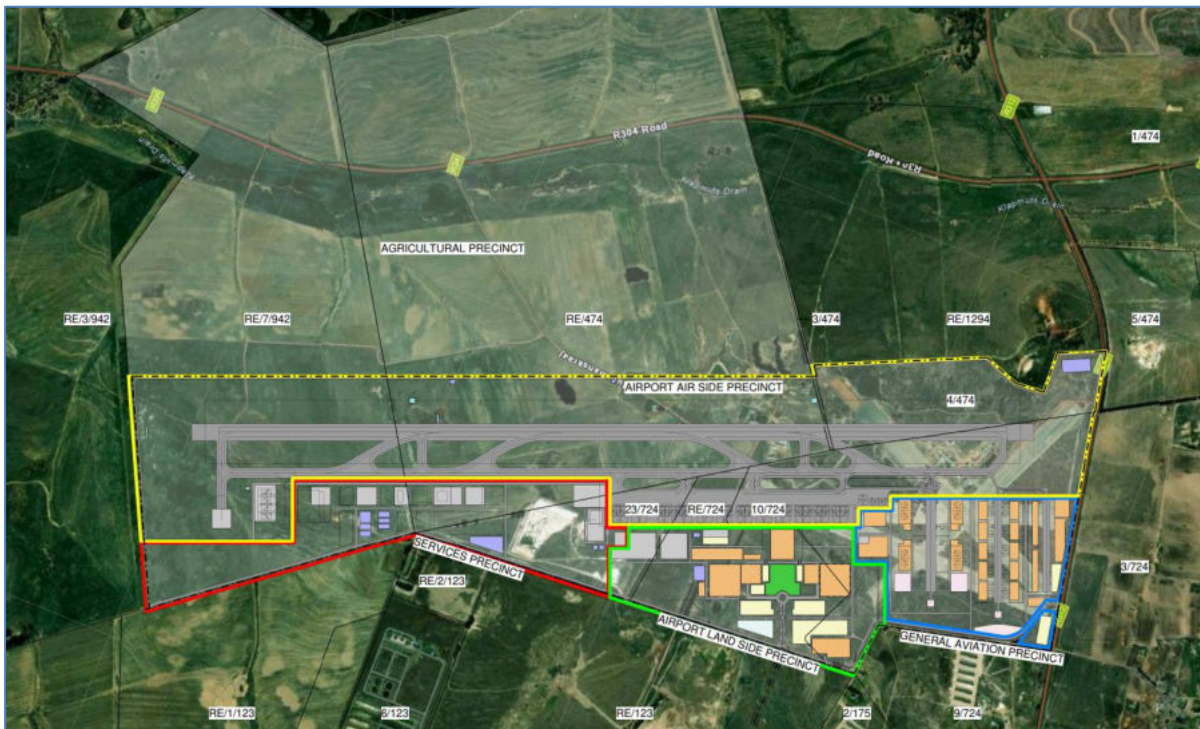 R304 Road
R304 Road
1/474
Klapmuts Drain
Klapmuts Drain
AGRICULTURAL PRECINCT
RE/3/942
RE/7/942
RE/474
3/474
RE/1294
5/474
AIRPORT AIR SIDE PRECINCT
4/474
23/724
RE/724
10/724
SERVICES PRECINCT
RE/2/123
3/724
AIRPORT LAND SIDE PRECINCT
GENERAL AVIATION PRECINCT
RE/1/123
6/123
RE/123
2/175
9/724